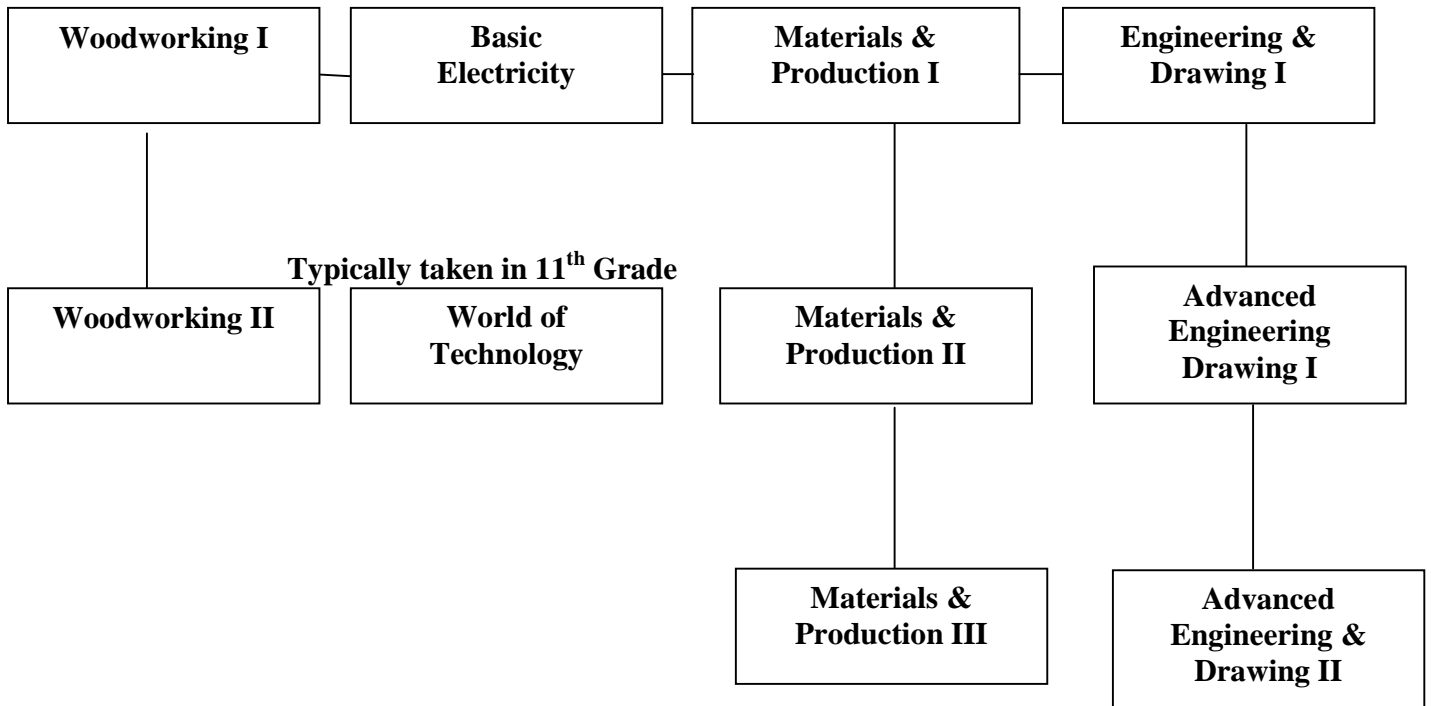 Woodworking I
Basic
Electricity
Materials &
Production I
Engineering &
Drawing I
Typically taken in 11th Grade
Woodworking II
World of
Technology
Materials &
Production II
Advanced
Engineering
Drawing I
Materials &
Production III
Advanced
Engineering &
Drawing II